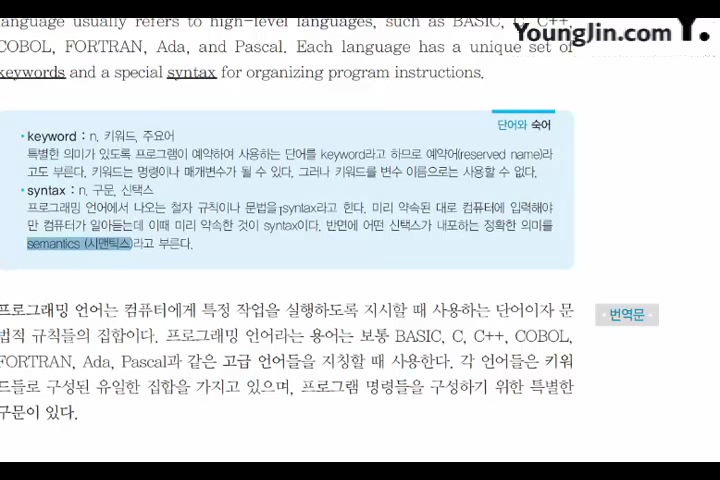 language usually refers to high-level languages, such as BASIC, C, C++,
YoungJin.com Y.
COBOL, FORTRAN, Ada, and Pascal. Each language has a unique set of
keywords and a special syntax for organizing program instructions.
단어와 숙어
• keyword : n. 키워드, 주요어
특별한 의미가 있도록 프로그램이 예약하여 사용하는 단어를 keyword라고 하므로 예약어(reserved name)라
고도 부른다. 키워드는 명령이나 매개변수가 될 수 있다. 그러나 키워드를 변수 이름으로는 사용할 수 없다.
• syntax : n. 구문, 신택스
프로그래밍 언어에서 나오는 철자 규칙이나 문법을 syntax라고 한다. 미리 약속된 대로 컴퓨터에 입력해야
만 컴퓨터가 알아듣는데 이때 미리 약속한 것이 syntax이다. 반면에 어떤 신택스가 내포하는 정확한 의미를
semantics (시맨틱스)라고 부른다.
프로그래밍 언어는 컴퓨터에게 특정 작업을 실행하도록 지시할 때 사용하는 단어이자 문
· 번역문 ·
법적 규칙들의 집합이다. 프로그래밍 언어라는 용어는 보통 BASIC, C, C++, COBOL,
FORTRAN, Ada, Pascal과 같은 고급 언어들을 지칭할 때 사용한다. 각 언어들은 키워
드들로 구성된 유일한 집합을 가지고 있으며, 프로그램 명령들을 구성하기 위한 특별한
구문이 있다.